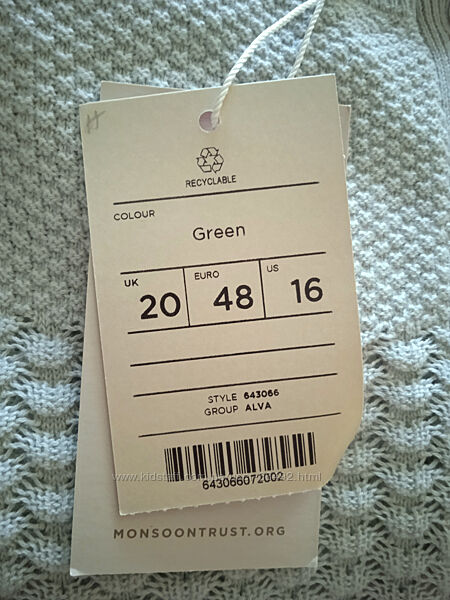 RECYCLABLE
COLOUR
Green
UK 20 EURO 48 US 16
STYLE 643066
GROUP ALVA
643066072002
MONSOONTRUST.ORG